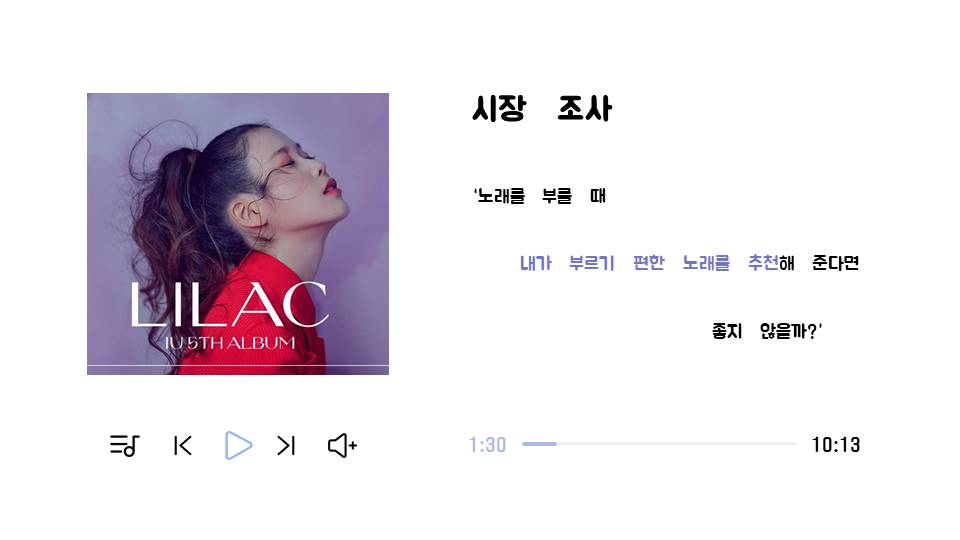 시장 조사
'노래를 부를 때
내가 부르기 편한 노래를 추천해 준다면
좋지 않을까?'
LILAC
IU 5TH ALBUM
1:30
10:13